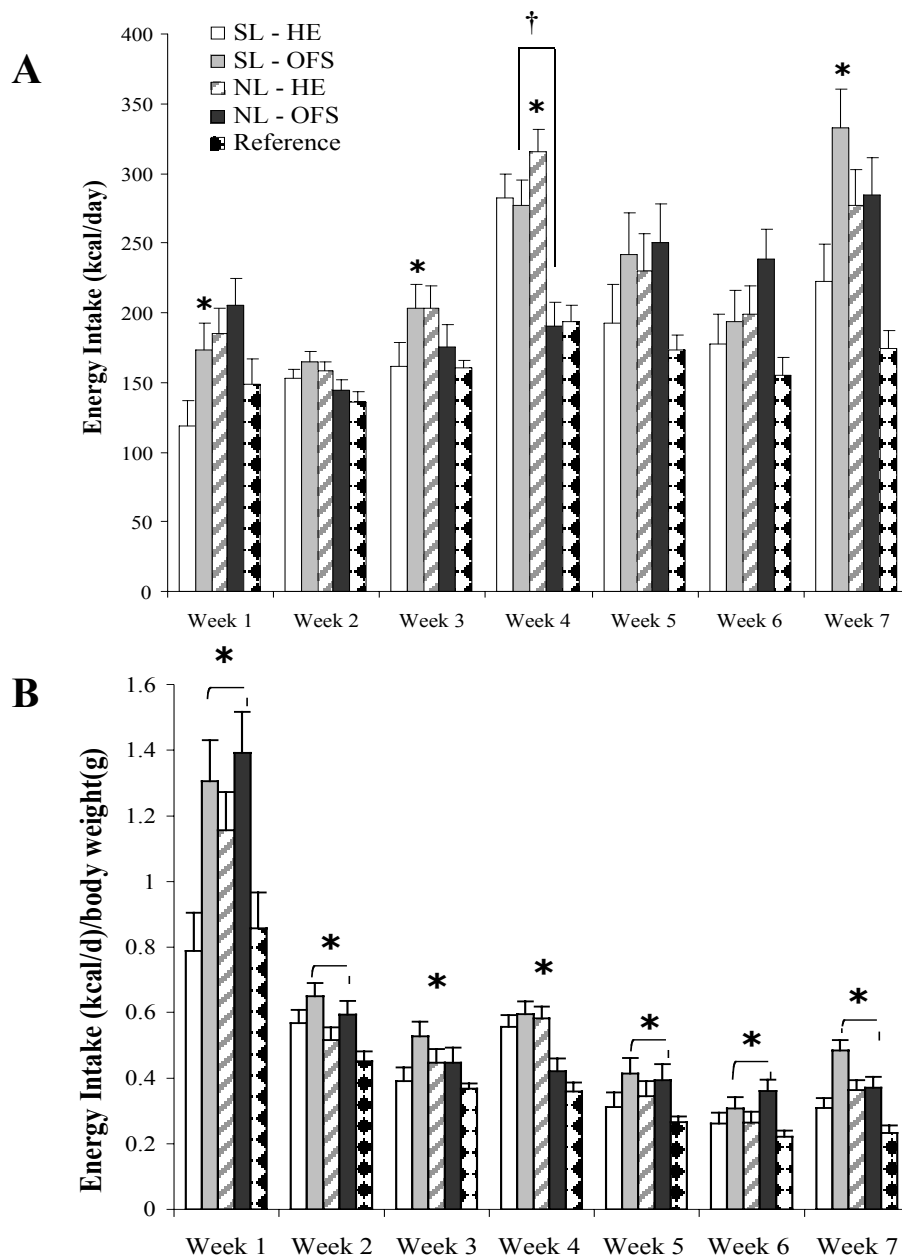 A
Energy Intake (kcal/day)
400
350
300
250
200
150
100
50
0
SL - HE
SL - OFS
NL - HE
NL - OFS
Reference
*
*
†
*
*
Week 1 Week 2 Week 3 Week 4 Week 5 Week 6 Week 7
B
Energy Intake (kcal/d)/body weight(g)
1.6
1.4
1.2
1
0.8
0.6
0.4
0.2
0
*
*
*
*
*
*
*
Week 1 Week 2 Week 3 Week 4 Week 5 Week 6 Week 7